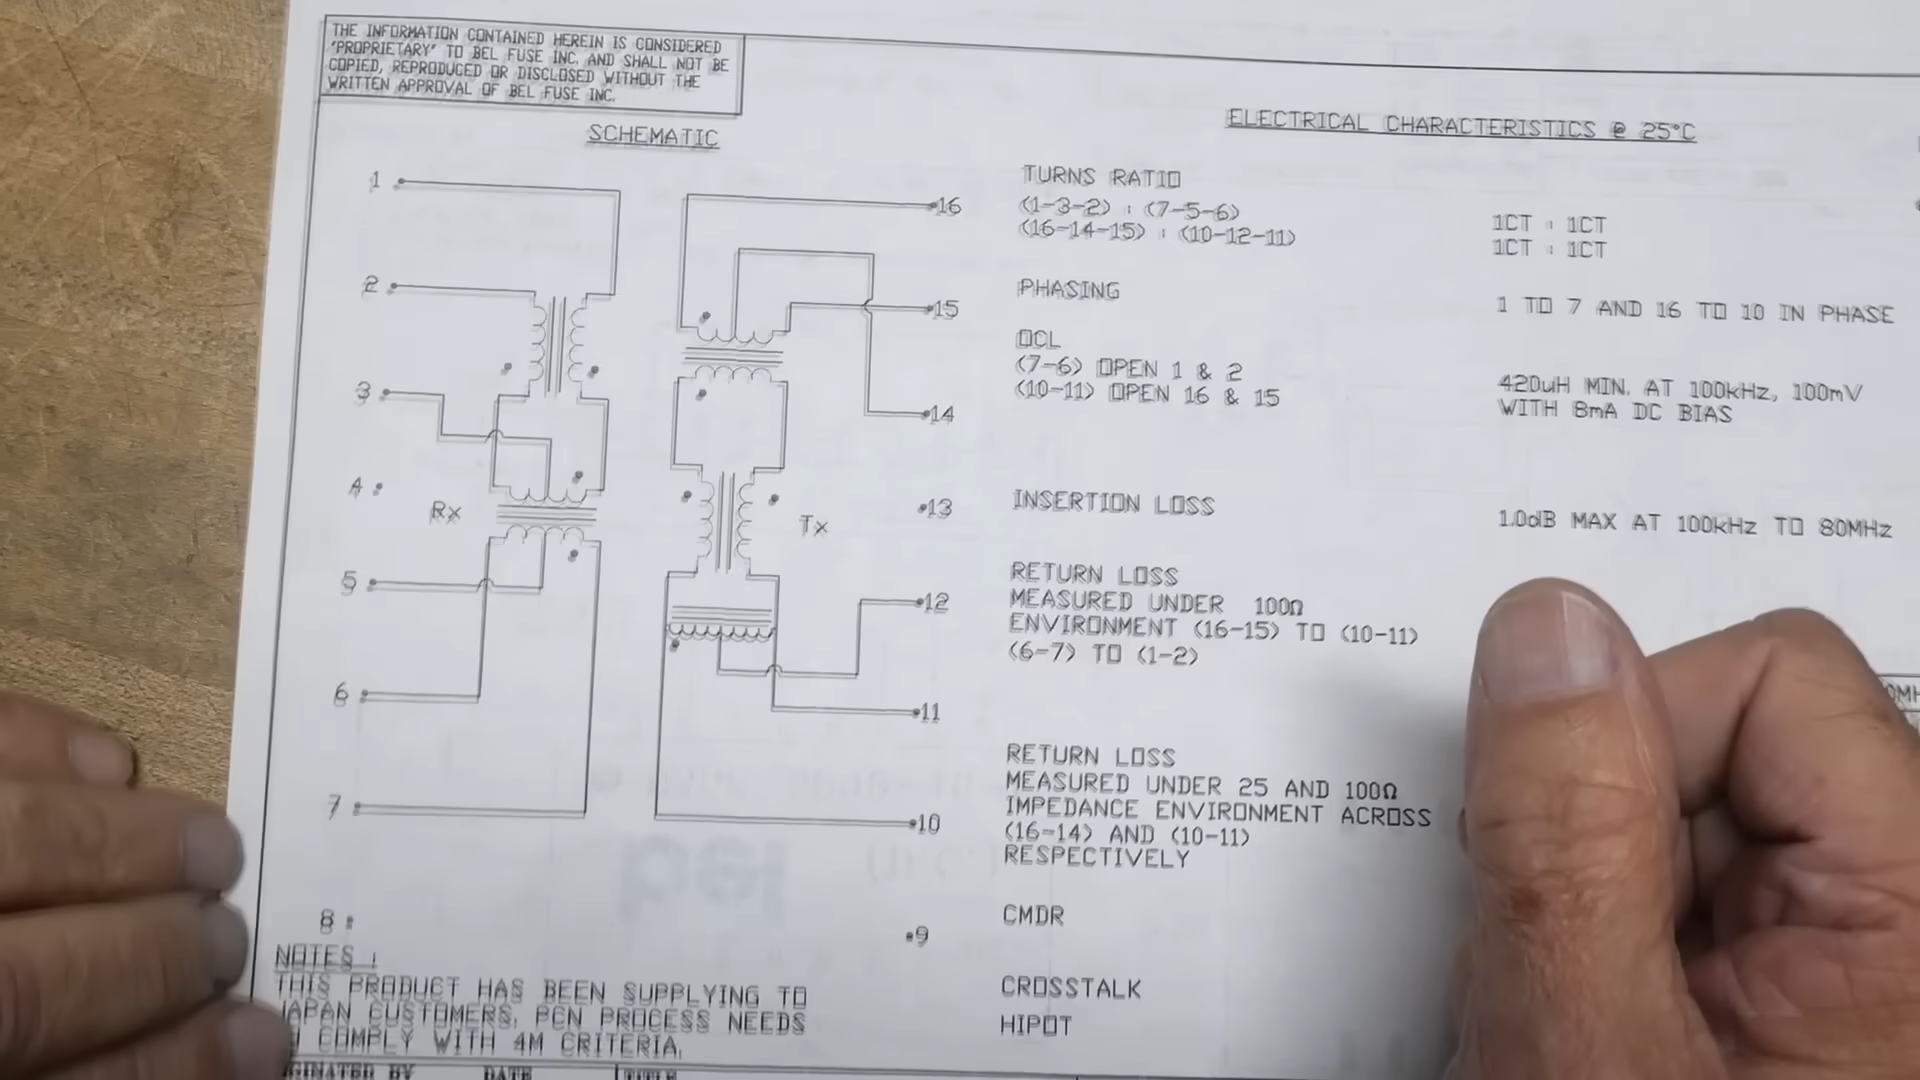 THE INFORMATION CONTAINED HEREIN IS CONSIDERED
'PROPRIETARY' TO BEL FUSE INC. AND SHALL NOT BE
COPIED, REPRODUCED OR DISCLOSED WITHOUT THE
WRITTEN APPROVAL OF BEL FUSE INC.
SCHEMATIC
1
2
3
4
5
6
7
8
Rx
Tx
16
15
14
13
12
11
10
9
NOTES :
THIS PRODUCT HAS BEEN SUPPLYING TO
JAPAN CUSTOMERS, PCN PROCESS NEEDS
COMPLY WITH 4M CRITERIA.
DATE
TITLE
ELECTRICAL CHARACTERISTICS @ 25°C
TURNS RATIO
(1-3-2) : (7-5-6) 1CT : 1CT
(16-14-15) : (10-12-11) 1CT : 1CT
PHASING 1 TO 7 AND 16 TO 10 IN PHASE
OCL
(7-6) OPEN 1 & 2 420uH MIN. AT 100kHz, 100mV
(10-11) OPEN 16 & 15 WITH 8mA DC BIAS
INSERTION LOSS 1.0dB MAX AT 100kHz TO 80MHz
RETURN LOSS
MEASURED UNDER 100Ω
ENVIRONMENT (16-15) TO (10-11)
(6-7) TO (1-2)
RETURN LOSS
MEASURED UNDER 25 AND 100Ω
IMPEDANCE ENVIRONMENT ACROSS
(16-14) AND (10-11)
RESPECTIVELY
CMDR
CROSSTALK
HIPOT